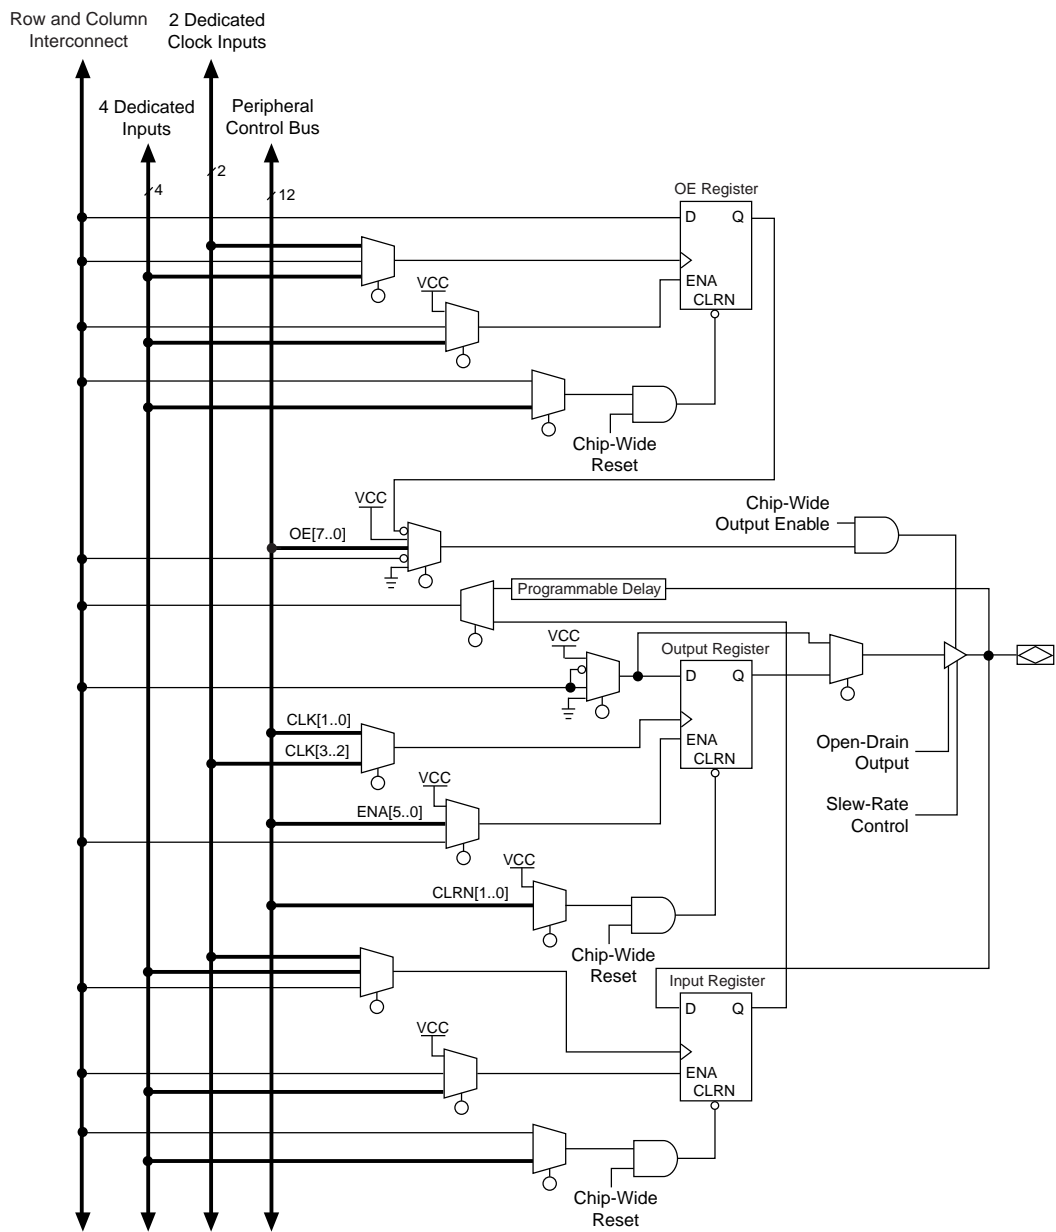 Row and Column
Interconnect
2 Dedicated
Clock Inputs
4 Dedicated
Inputs
Peripheral
Control Bus
2
4
12
OE Register
D Q
ENA
CLRN
VCC
Chip-Wide
Reset
VCC
OE[7..0]
Chip-Wide
Output Enable
Programmable Delay
VCC
Output Register
D Q
ENA
CLRN
CLK[1..0]
CLK[3..2]
Open-Drain
Output
VCC
ENA[5..0]
Slew-Rate
Control
VCC
CLRN[1..0]
Chip-Wide
Reset
Input Register
D Q
ENA
CLRN
VCC
Chip-Wide
Reset